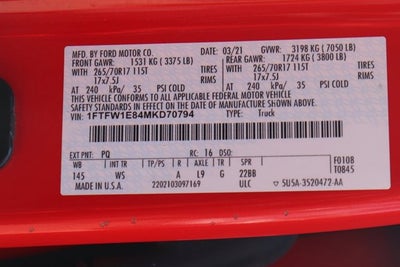 MFD. BY FORD MOTOR CO. 03/21 GVWR: 3198 KG (7050 LB)
FRONT GAWR: 1531 KG (3375 LB) REAR GAWR: 1724 KG (3800 LB)
WITH 265/70R17 115T TIRES WITH 265/70R17 115T TIRES
17x7.5J RIMS 17x7.5J RIMS
AT 240 kPa/ 35 PSI COLD AT 240 kPa/ 35 PSI COLD
THIS VEHICLE CONFORMS TO ALL APPLICABLE FEDERAL MOTOR VEHICLE
SAFETY STANDARDS IN EFFECT ON THE DATE OF MANUFACTURE SHOWN ABOVE.
VIN: 1FTFW1E84MKD70794 TYPE: Truck
EXT PNT: PQ RC: 16 DSO: F0108
WB INT TR TP/PS R AXLE TR SPR T0845
145 WS A L9 G 22BB
MADE IN U.S.A. 2202103097169 ULC SU5A-3520472-AA